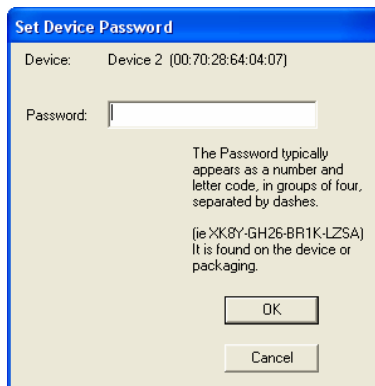 Set Device Password
Device: Device 2 (00:70:28:64:04:07)
Password:
The Password typically
appears as a number and
letter code, in groups of four,
separated by dashes.
(ie XK8Y-GH26-BR1K-LZSA)
It is found on the device or
packaging.
OK
Cancel